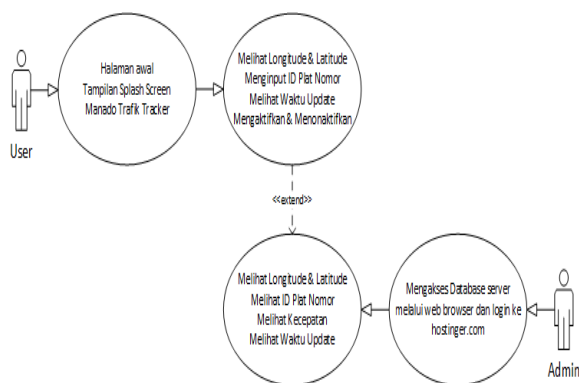 Halaman awal
Tampilan Splash Screen
Manado Trafik Tracker
Melihat Longitude & Latitude
Menginput ID Plat Nomor
Melihat Waktu Update
Mengaktifkan & Menonaktifkan
User
<<extend>>
Melihat Longitude & Latitude
Melihat ID Plat Nomor
Melihat Kecepatan
Melihat Waktu Update
Mengakses Database server
melalui web browser dan login ke
hostinger.com
Admin